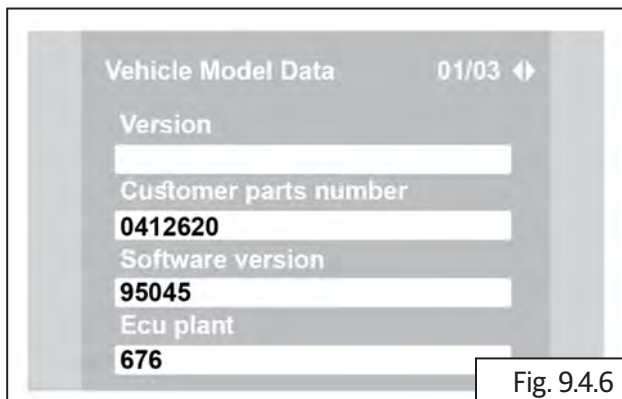 Vehicle Model Data 01/03
Version
Customer parts number
0412620
Software version
95045
Ecu plant
676
Fig. 9.4.6